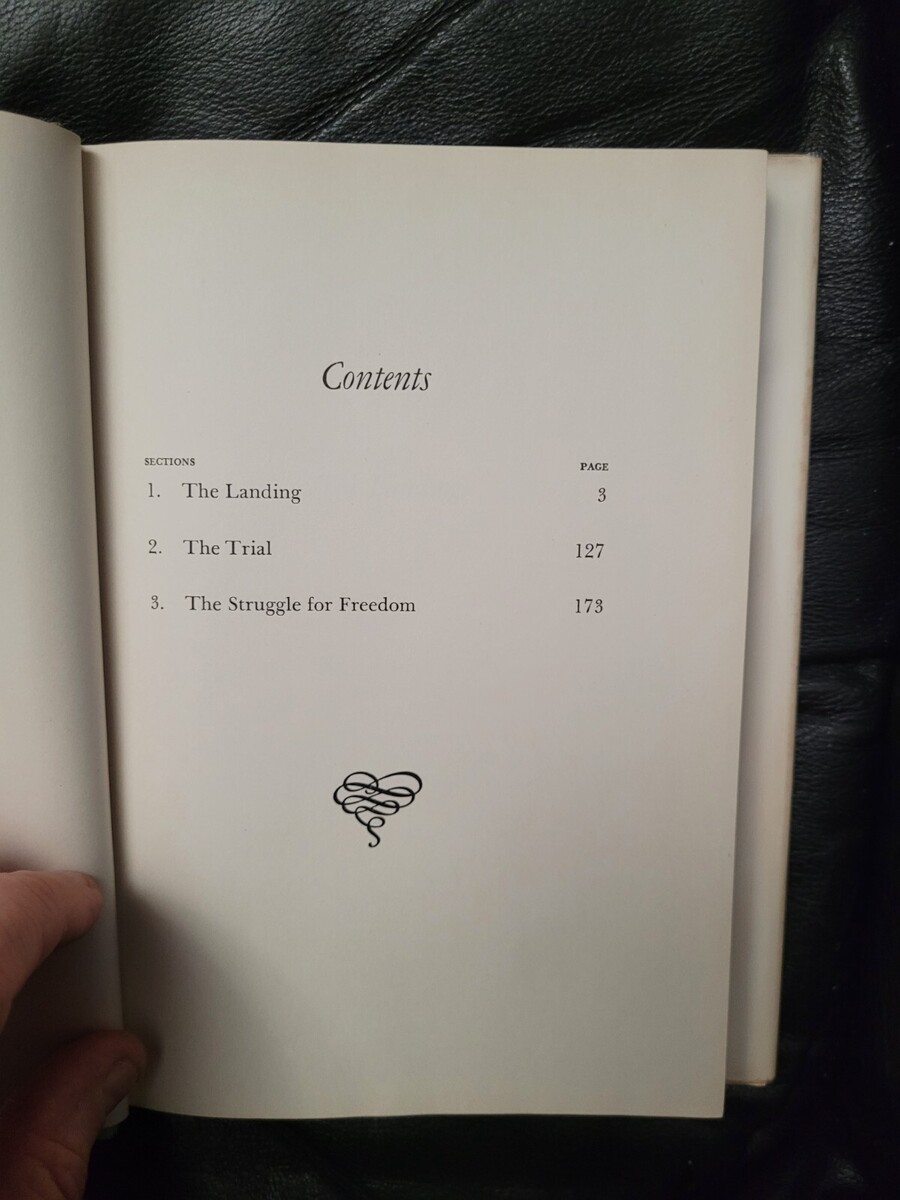 Contents
SECTIONS PAGE
1. The Landing 3
2. The Trial 127
3. The Struggle for Freedom 173